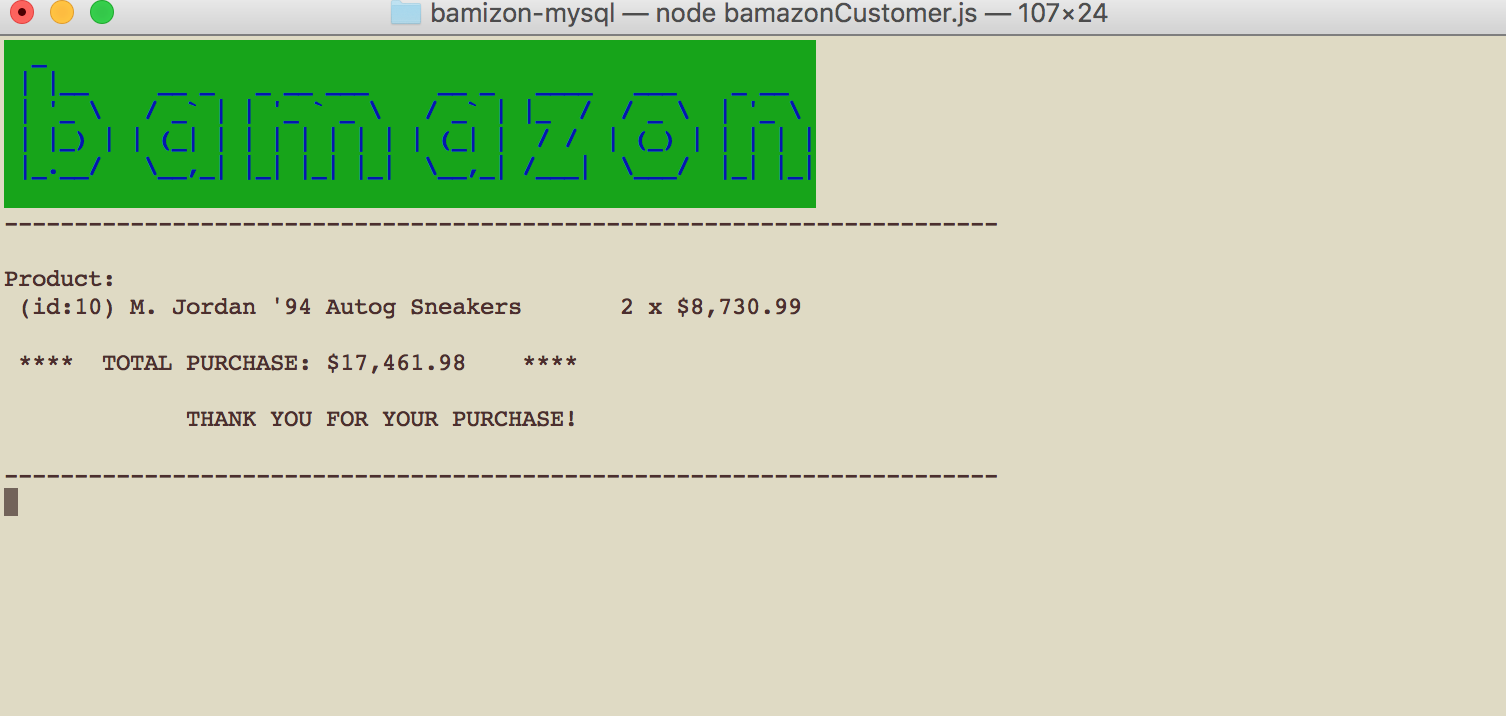 bamizon-mysql — node bamazonCustomer.js — 107×24
bamazon
-----------------------------------------------------------------------
Product:
(id:10) M. Jordan '94 Autog Sneakers       2 x $8,730.99
****  TOTAL PURCHASE: $17,461.98    ****
THANK YOU FOR YOUR PURCHASE!
-----------------------------------------------------------------------